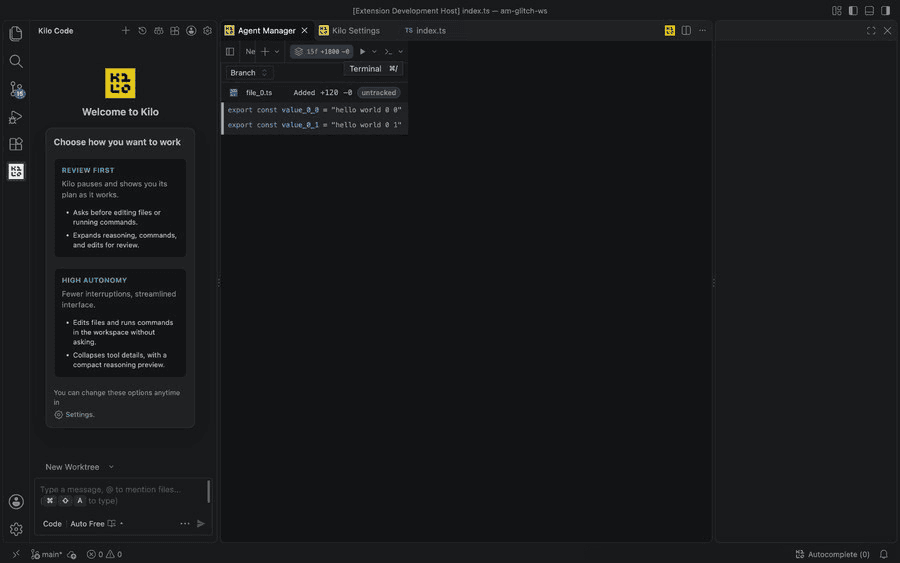 [Extension Development Host] index.ts — am-glitch-ws
Kilo Code
Agent Manager
Kilo Settings
TS index.ts
Ne
15f +1800 −0
Branch
Terminal ⌘/
file_0.ts Added +120 −0 untracked
export const value_0_0 = "hello world 0 0"
export const value_0_1 = "hello world 0 1"
KILO
Welcome to Kilo
Choose how you want to work
REVIEW FIRST
Kilo pauses and shows you its
plan as it works.
• Asks before editing files or
running commands.
• Expands reasoning, commands,
and edits for review.
HIGH AUTONOMY
Fewer interruptions, streamlined
interface.
• Edits files and runs commands
in the workspace without
asking.
• Collapses tool details, with a
compact reasoning preview.
You can change these options anytime
in
Settings.
New Worktree
Type a message, @ to mention files...
(⌘ ⇧ A to type)
Code Auto Free
main*
0 0
Autocomplete (0)